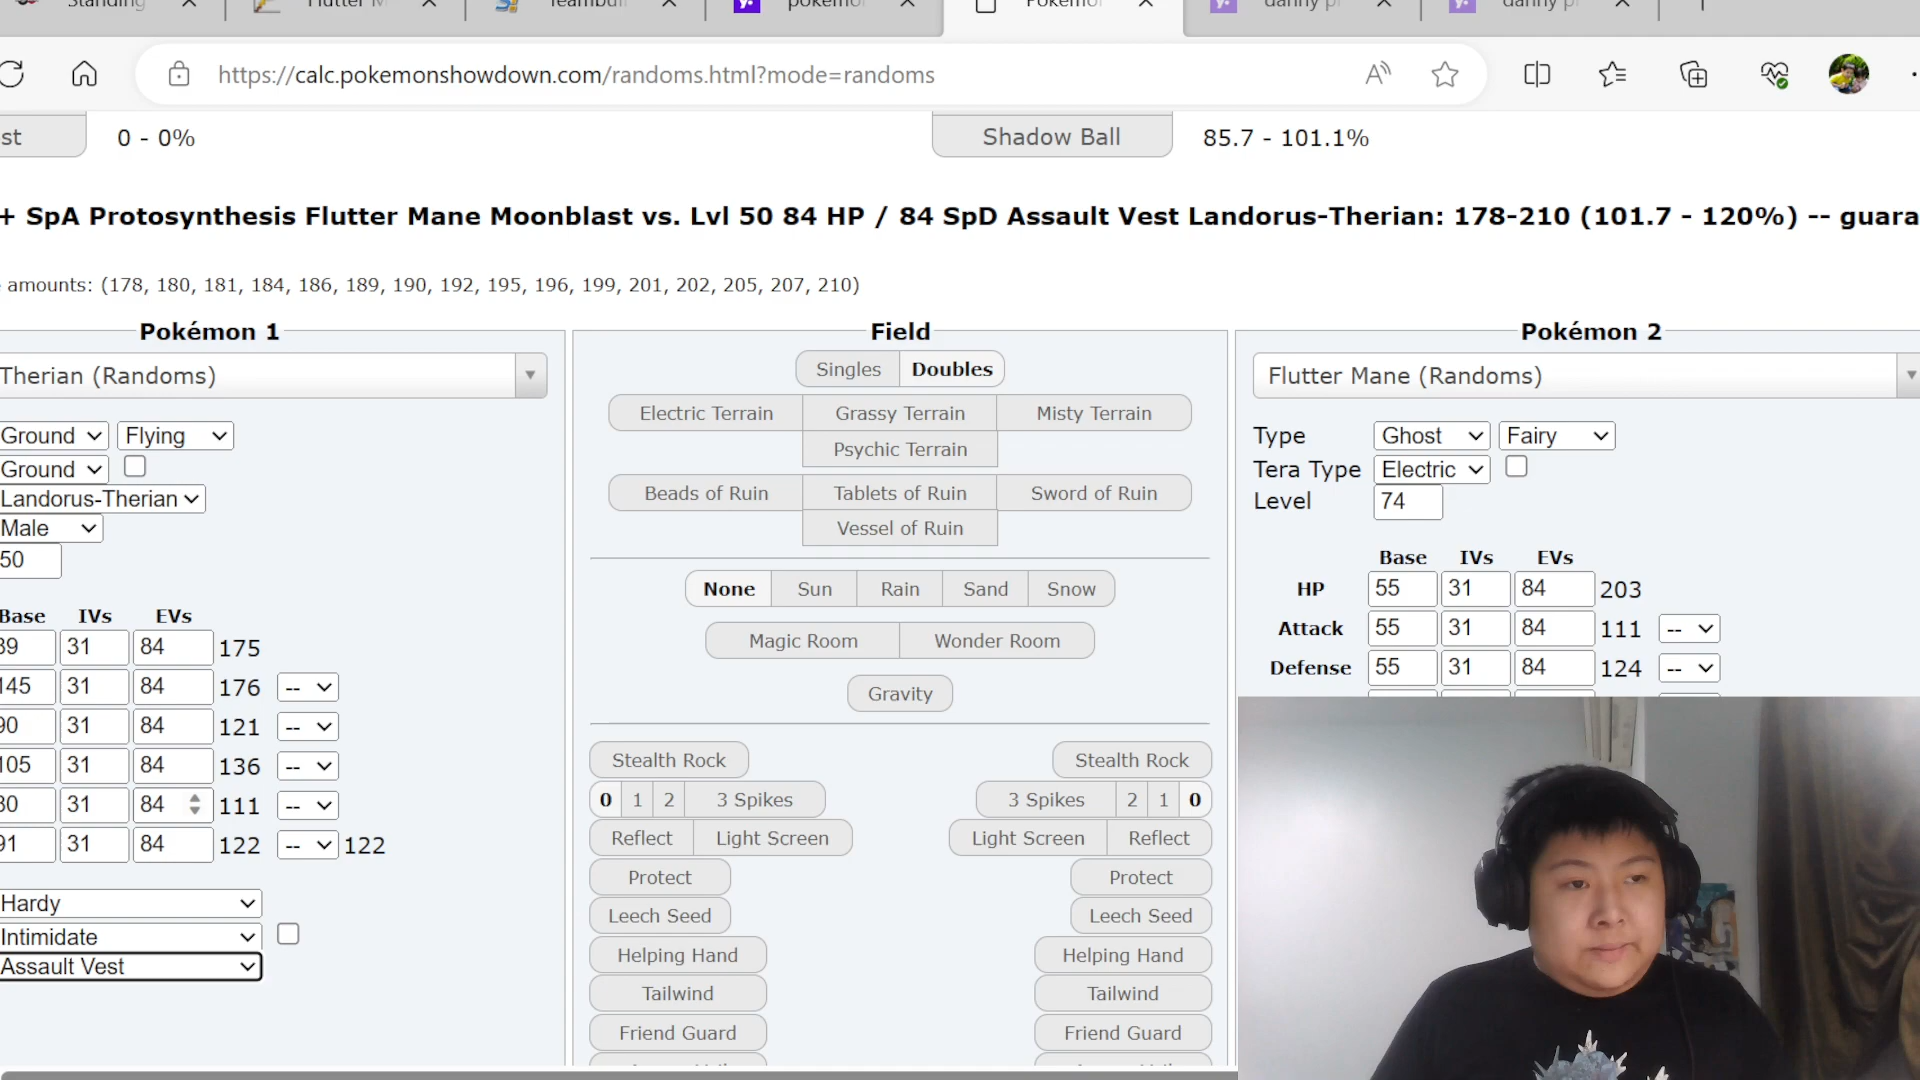 https://calc.pokemonshowdown.com/randoms.html?mode=randoms
st 0 - 0% Shadow Ball 85.7 - 101.1%
+ SpA Protosynthesis Flutter Mane Moonblast vs. Lvl 50 84 HP / 84 SpD Assault Vest Landorus-Therian: 178-210 (101.7 - 120%) -- guara
amounts: (178, 180, 181, 184, 186, 189, 190, 192, 195, 196, 199, 201, 202, 205, 207, 210)
Pokémon 1
Therian (Randoms)
Ground Flying
Ground
Landorus-Therian
Male
50
Base IVs EVs
89 31 84 175
145 31 84 176 --
90 31 84 121 --
105 31 84 136 --
80 31 84 111 --
91 31 84 122 -- 122
Hardy
Intimidate
Assault Vest
Field
Singles Doubles
Electric Terrain Grassy Terrain Misty Terrain
Psychic Terrain
Beads of Ruin Tablets of Ruin Sword of Ruin
Vessel of Ruin
None Sun Rain Sand Snow
Magic Room Wonder Room
Gravity
Stealth Rock Stealth Rock
0 1 2 3 Spikes 3 Spikes 2 1 0
Reflect Light Screen Light Screen Reflect
Protect Protect
Leech Seed Leech Seed
Helping Hand Helping Hand
Tailwind Tailwind
Friend Guard Friend Guard
Pokémon 2
Flutter Mane (Randoms)
Type Ghost Fairy
Tera Type Electric
Level 74
Base IVs EVs
HP 55 31 84 203
Attack 55 31 84 111 --
Defense 55 31 84 124 --